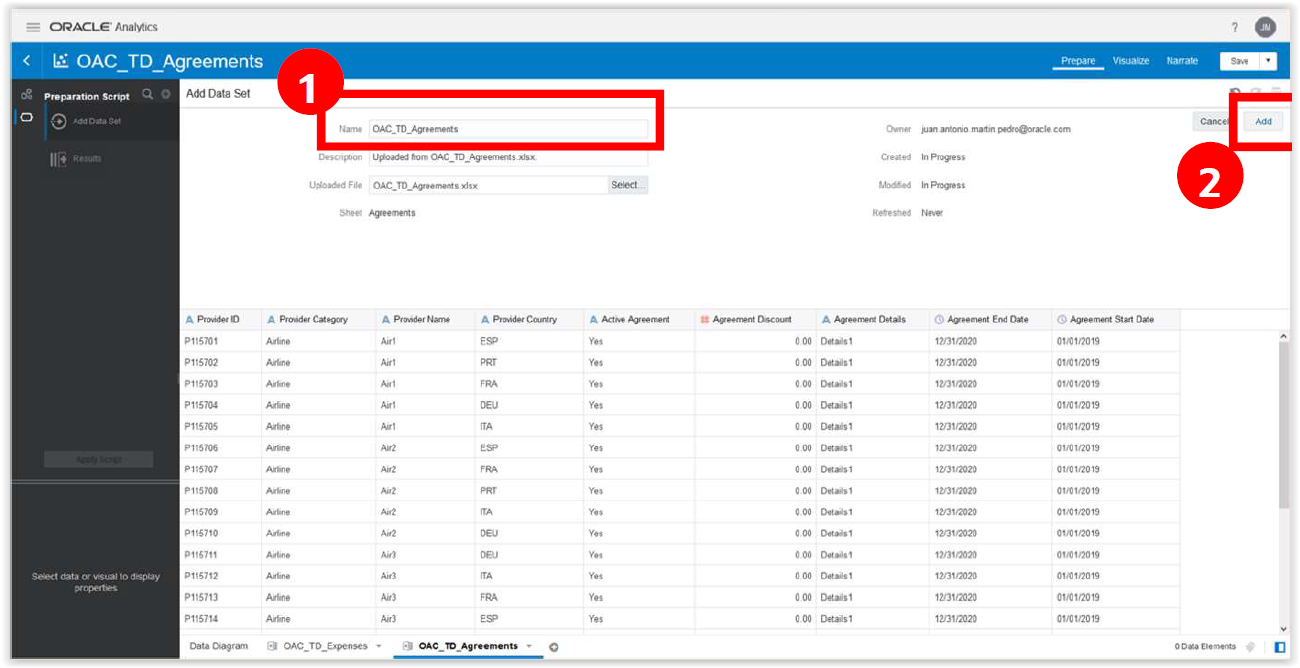 ORACLE Analytics
?
JM
OAC_TD_Agreements
Prepare Visualize Narrate Save
1
Preparation Script
Add Data Set
Add Data Set
Results
Name OAC_TD_Agreements
Description Uploaded from OAC_TD_Agreements.xlsx.
Uploaded File OAC_TD_Agreements.xlsx Select...
Sheet Agreements
Owner juan.antonio.martin.pedro@oracle.com
Created In Progress
Modified In Progress
Refreshed Never
Cancel Add
2
Apply Script
Select data or visual to display
properties
Provider ID Provider Category Provider Name Provider Country Active Agreement Agreement Discount Agreement Details Agreement End Date Agreement Start Date
P115701 Airline Air1 ESP Yes 0.00 Details1 12/31/2020 01/01/2019
P115702 Airline Air1 PRT Yes 0.00 Details1 12/31/2020 01/01/2019
P115703 Airline Air1 FRA Yes 0.00 Details1 12/31/2020 01/01/2019
P115704 Airline Air1 DEU Yes 0.00 Details1 12/31/2020 01/01/2019
P115705 Airline Air1 ITA Yes 0.00 Details1 12/31/2020 01/01/2019
P115706 Airline Air2 ESP Yes 0.00 Details1 12/31/2020 01/01/2019
P115707 Airline Air2 FRA Yes 0.00 Details1 12/31/2020 01/01/2019
P115708 Airline Air2 PRT Yes 0.00 Details1 12/31/2020 01/01/2019
P115709 Airline Air2 ITA Yes 0.00 Details1 12/31/2020 01/01/2019
P115710 Airline Air2 DEU Yes 0.00 Details1 12/31/2020 01/01/2019
P115711 Airline Air3 DEU Yes 0.00 Details1 12/31/2020 01/01/2019
P115712 Airline Air3 ITA Yes 0.00 Details1 12/31/2020 01/01/2019
P115713 Airline Air3 FRA Yes 0.00 Details1 12/31/2020 01/01/2019
P115714 Airline Air3 ESP Yes 0.00 Details1 12/31/2020 01/01/2019
Data Diagram OAC_TD_Expenses OAC_TD_Agreements 0 Data Elements